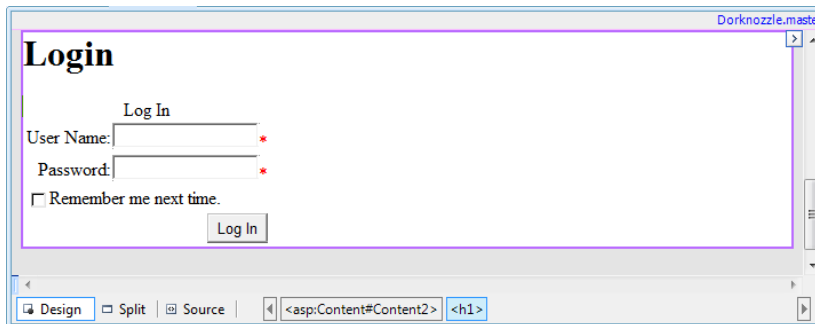 Dorknozzle.maste
Login
Log In
User Name: *
Password: *
Remember me next time.
Log In
Design Split Source <asp:Content#Content2> <h1>